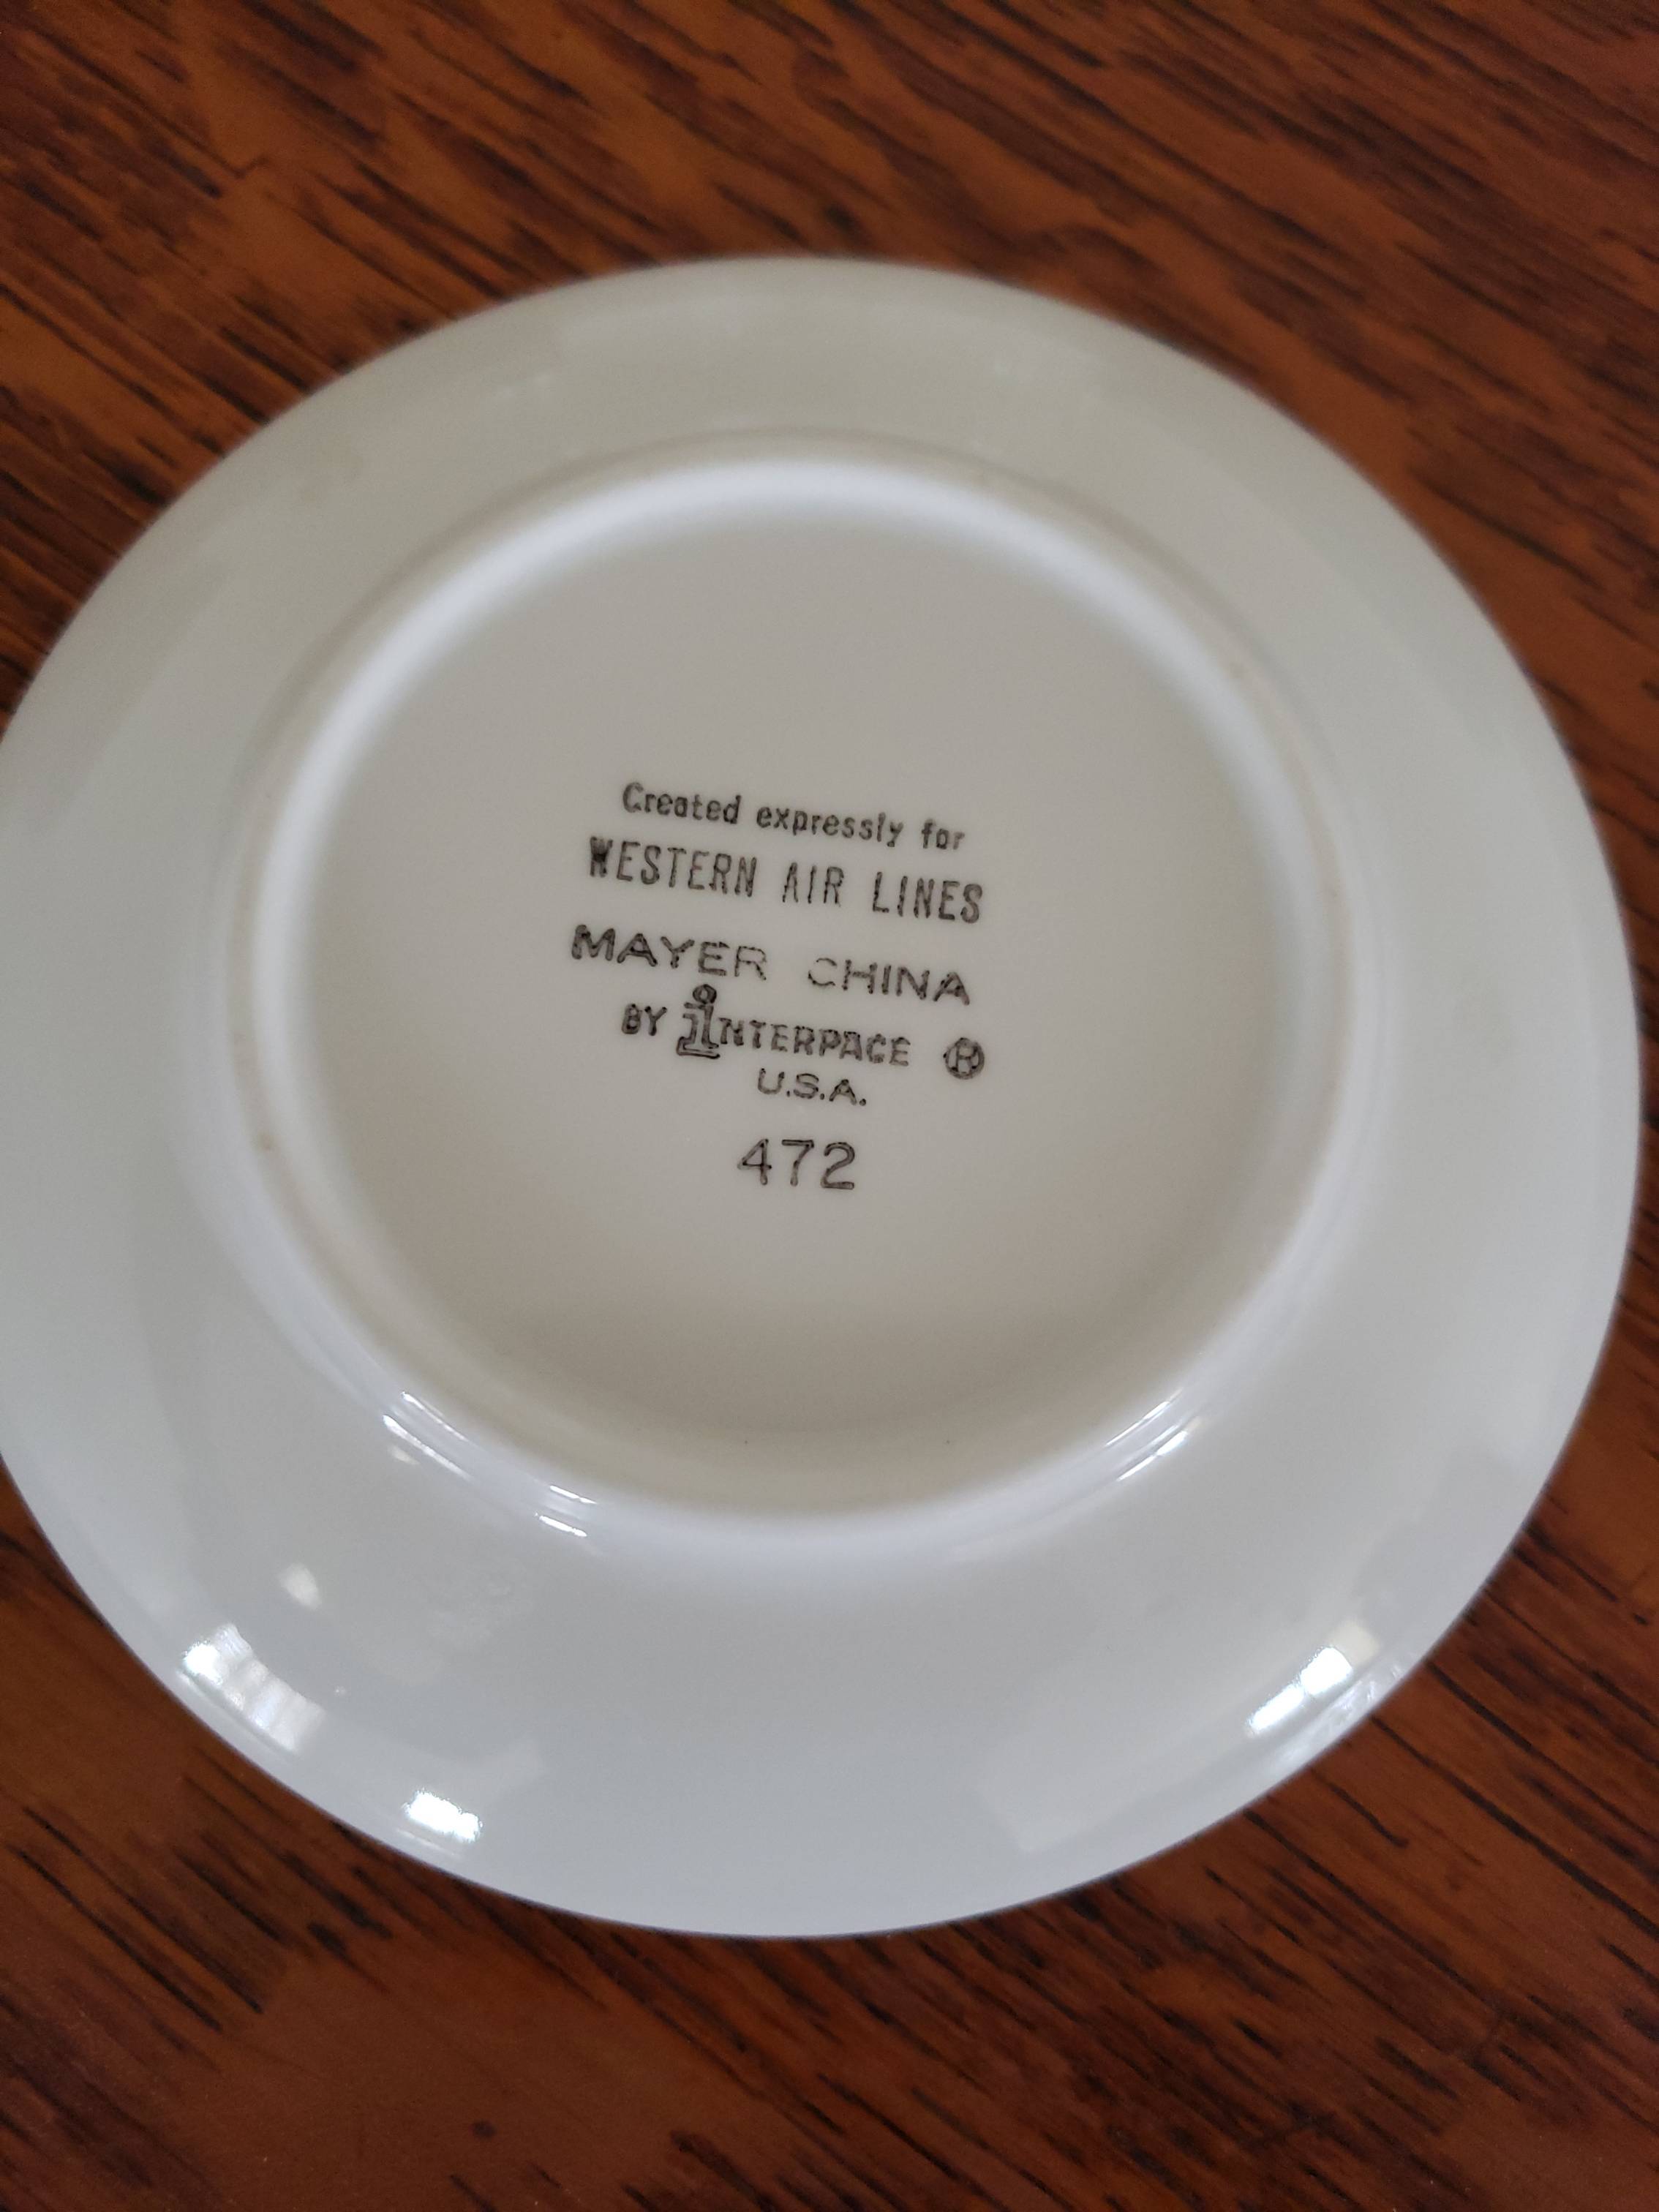 Created expressly for
WESTERN AIR LINES
MAYER CHINA
BY iNTERPACE ®
U.S.A.
472